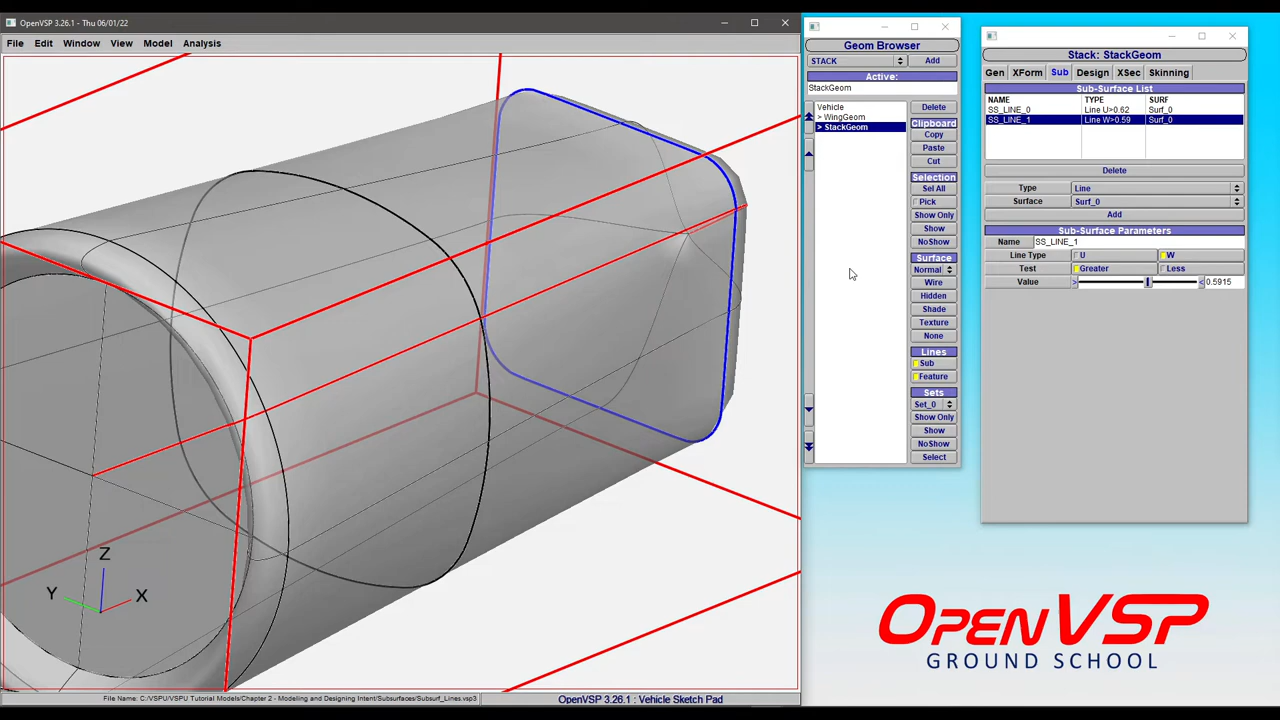 OpenVSP 3.26.1 : Thu 06/01/22
File Edit Window View Model Analysis
Z
Y
X
File Name: C:/VSPU/VSPU Tutorial Models/Chapter 2 - Modeling and Designing Intent/Subsurfaces/Subsurf_Lines.vsp3
OpenVSP 3.26.1 : Vehicle Sketch Pad
Geom Browser
STACK Add
Active:
StackGeom
Vehicle
> WingGeom
> StackGeom
Delete
Clipboard
Copy
Paste
Cut
Selection
Sel All
Pick
Show Only
Show
NoShow
Surface
Normal
Wire
Hidden
Shade
Texture
None
Lines
Sub
Feature
Sets
Set_0
Show Only
Show
NoShow
Select
Stack: StackGeom
Gen XForm Sub Design XSec Skinning
Sub-Surface List
NAME TYPE SURF
SS_LINE_0 Line U>0.62 Surf_0
SS_LINE_1 Line W>0.59 Surf_0
Delete
Type Line
Surface Surf_0
Add
Sub-Surface Parameters
Name SS_LINE_1
Line Type U W
Test Greater Less
Value > < 0.5915
OpenVSP
GROUND SCHOOL